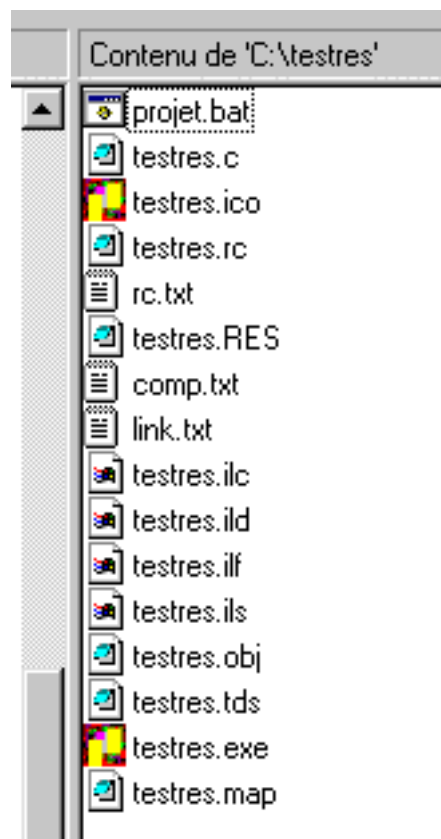 Contenu de 'C:\testres'
projet.bat
testres.c
testres.ico
testres.rc
rc.txt
testres.RES
comp.txt
link.txt
testres.ilc
testres.ild
testres.ilf
testres.ils
testres.obj
testres.tds
testres.exe
testres.map